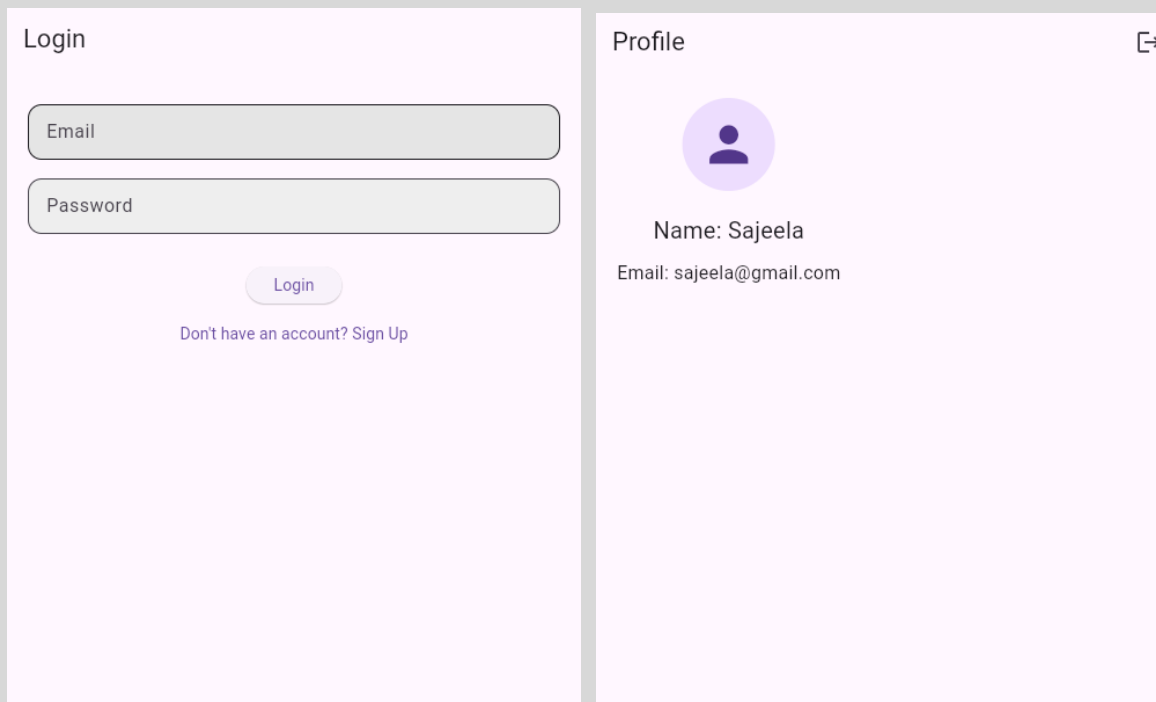 Login
Email
Password
Login
Don't have an account? Sign Up
Profile
Name: Sajeela
Email: sajeela@gmail.com